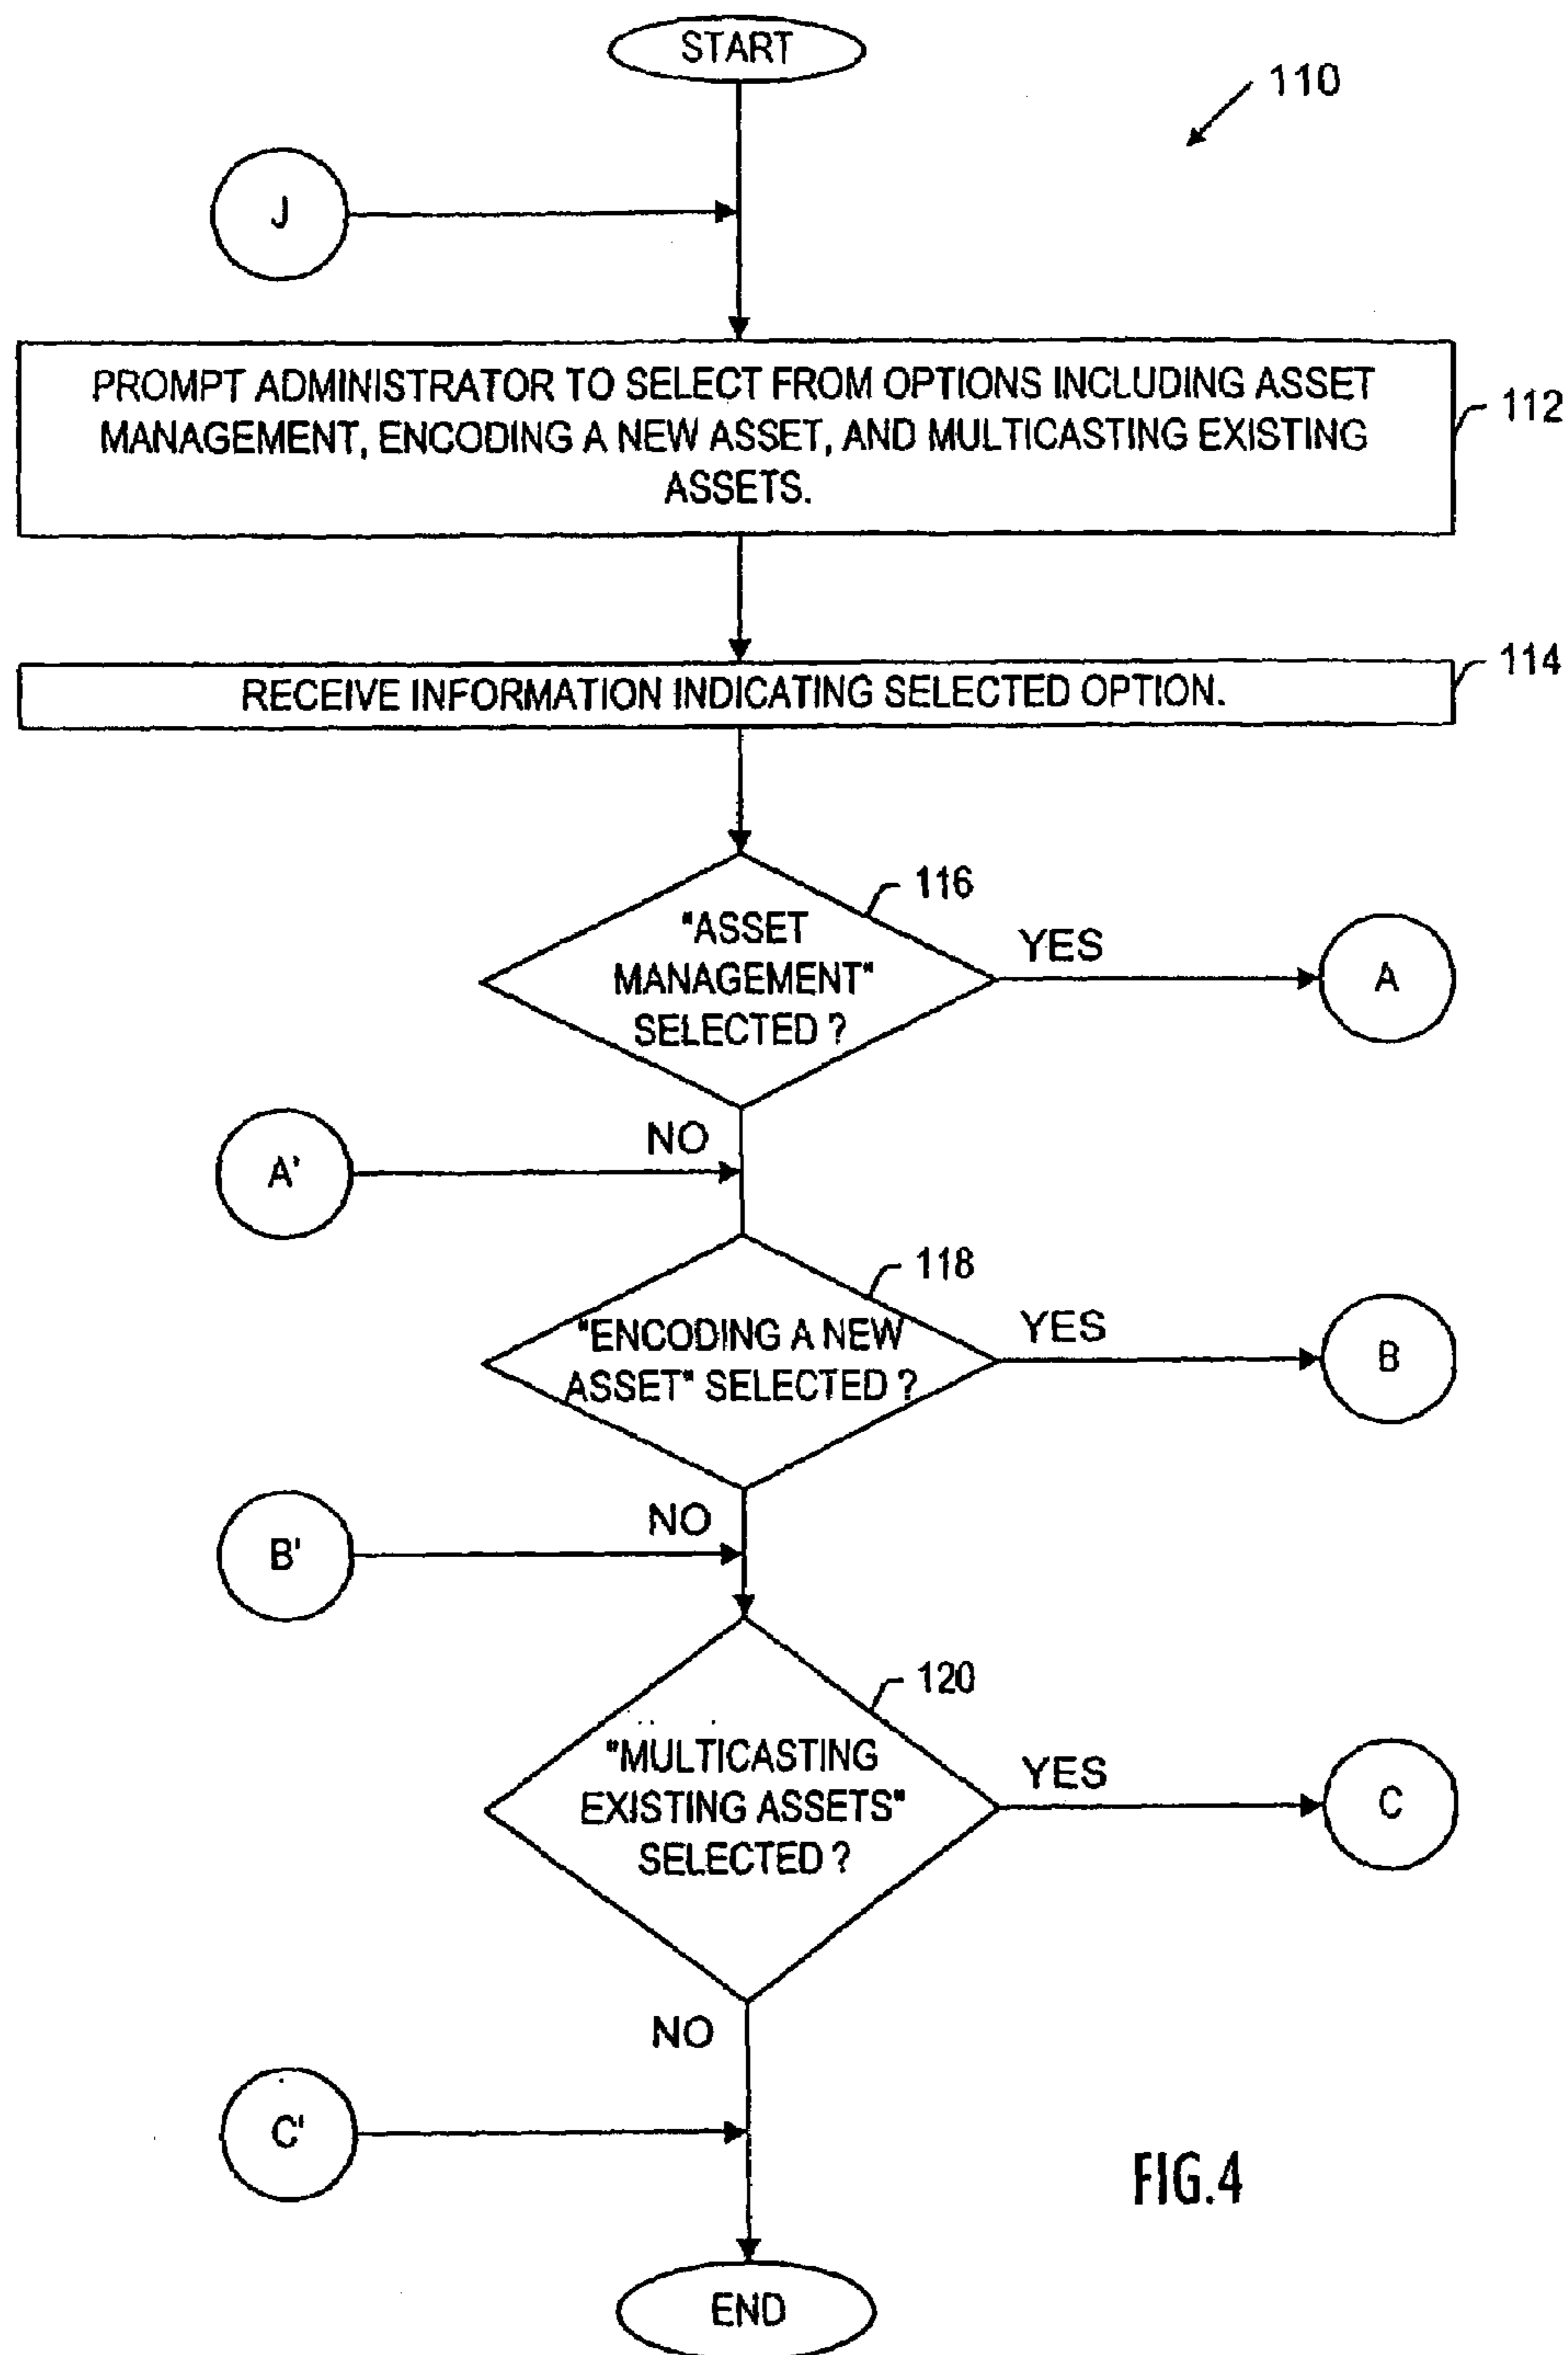 START
110
J
PROMPT ADMINISTRATOR TO SELECT FROM OPTIONS INCLUDING ASSET
MANAGEMENT, ENCODING A NEW ASSET, AND MULTICASTING EXISTING
ASSETS.
112
RECEIVE INFORMATION INDICATING SELECTED OPTION.
114
116
"ASSET
MANAGEMENT"
SELECTED ?
YES
A
NO
A'
118
"ENCODING A NEW
ASSET" SELECTED ?
YES
B
NO
B'
120
"MULTICASTING
EXISTING ASSETS"
SELECTED ?
YES
C
NO
C'
FIG.4
END